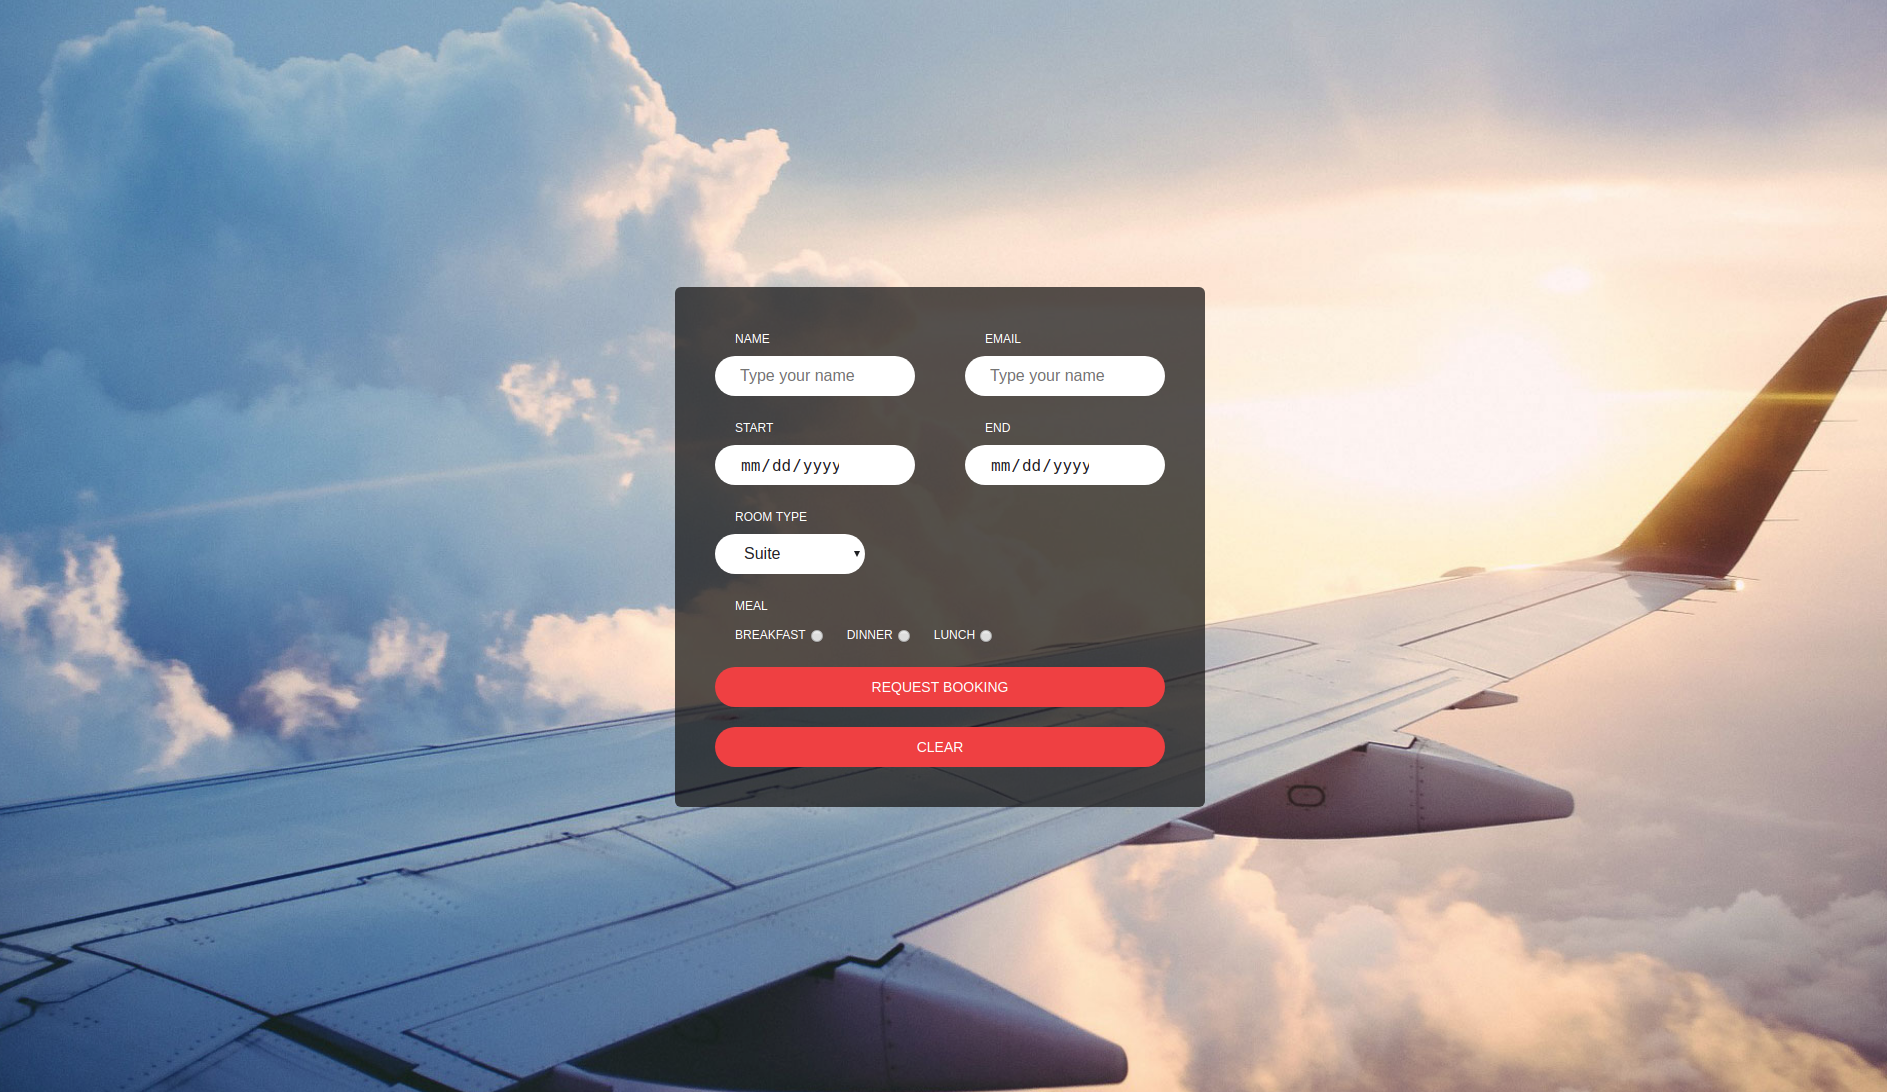 NAME EMAIL
Type your name Type your name
START END
mm/dd/yyyy mm/dd/yyyy
ROOM TYPE
Suite
MEAL
BREAKFAST DINNER LUNCH
REQUEST BOOKING
CLEAR